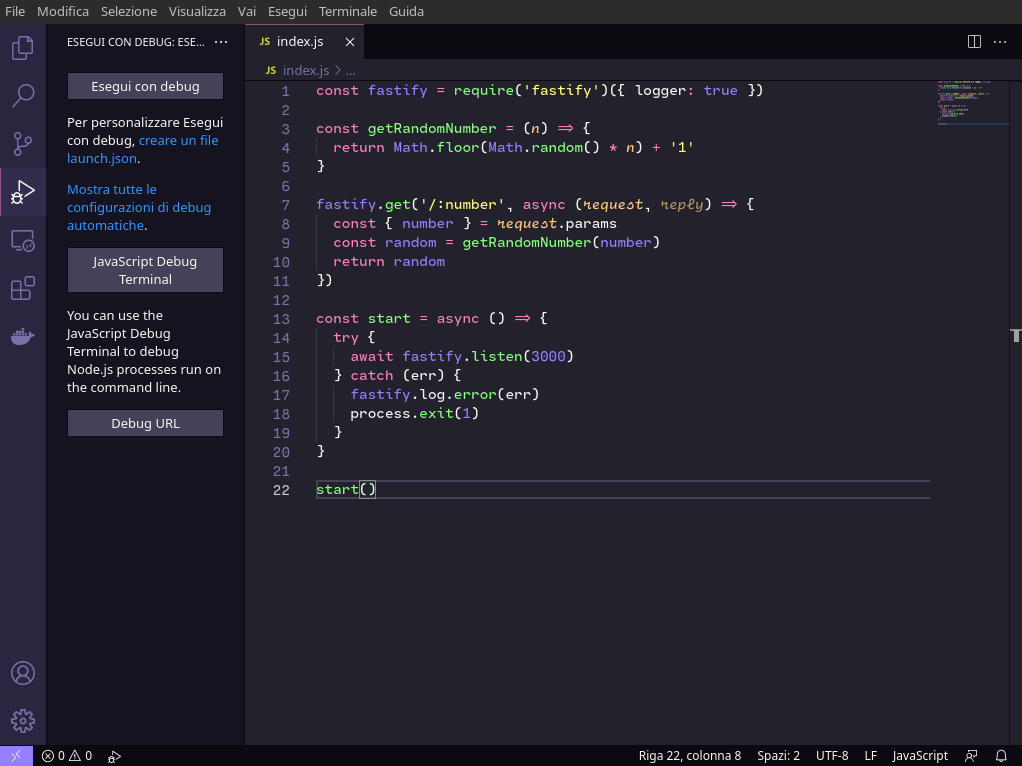 File Modifica Selezione Visualizza Vai Esegui Terminale Guida
ESEGUI CON DEBUG: ESE... ···
Esegui con debug
Per personalizzare Esegui
con debug, creare un file
launch.json.
Mostra tutte le
configurazioni di debug
automatiche.
JavaScript Debug
Terminal
You can use the
JavaScript Debug
Terminal to debug
Node.js processes run on
the command line.
Debug URL
JS index.js
JS index.js > ...
1 const fastify = require('fastify')({ logger: true })
2
3 const getRandomNumber = (n) => {
4 return Math.floor(Math.random() * n) + '1'
5 }
6
7 fastify.get('/:number', async (request, reply) => {
8 const { number } = request.params
9 const random = getRandomNumber(number)
10 return random
11 })
12
13 const start = async () => {
14 try {
15 await fastify.listen(3000)
16 } catch (err) {
17 fastify.log.error(err)
18 process.exit(1)
19 }
20 }
21
22 start()
0 0 Riga 22, colonna 8 Spazi: 2 UTF-8 LF JavaScript